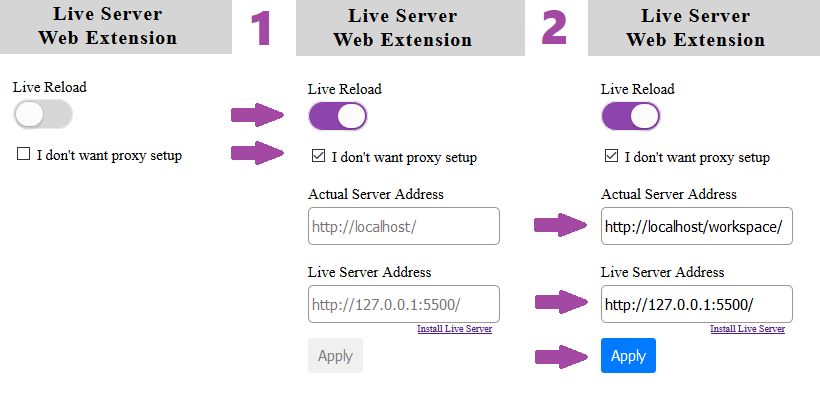 Live Server
Web Extension
Live Reload
I don't want proxy setup
1
Live Server
Web Extension
Live Reload
I don't want proxy setup
Actual Server Address
http://localhost/
Live Server Address
http://127.0.0.1:5500/
Install Live Server
Apply
2
Live Server
Web Extension
Live Reload
I don't want proxy setup
Actual Server Address
http://localhost/workspace/
Live Server Address
http://127.0.0.1:5500/
Install Live Server
Apply